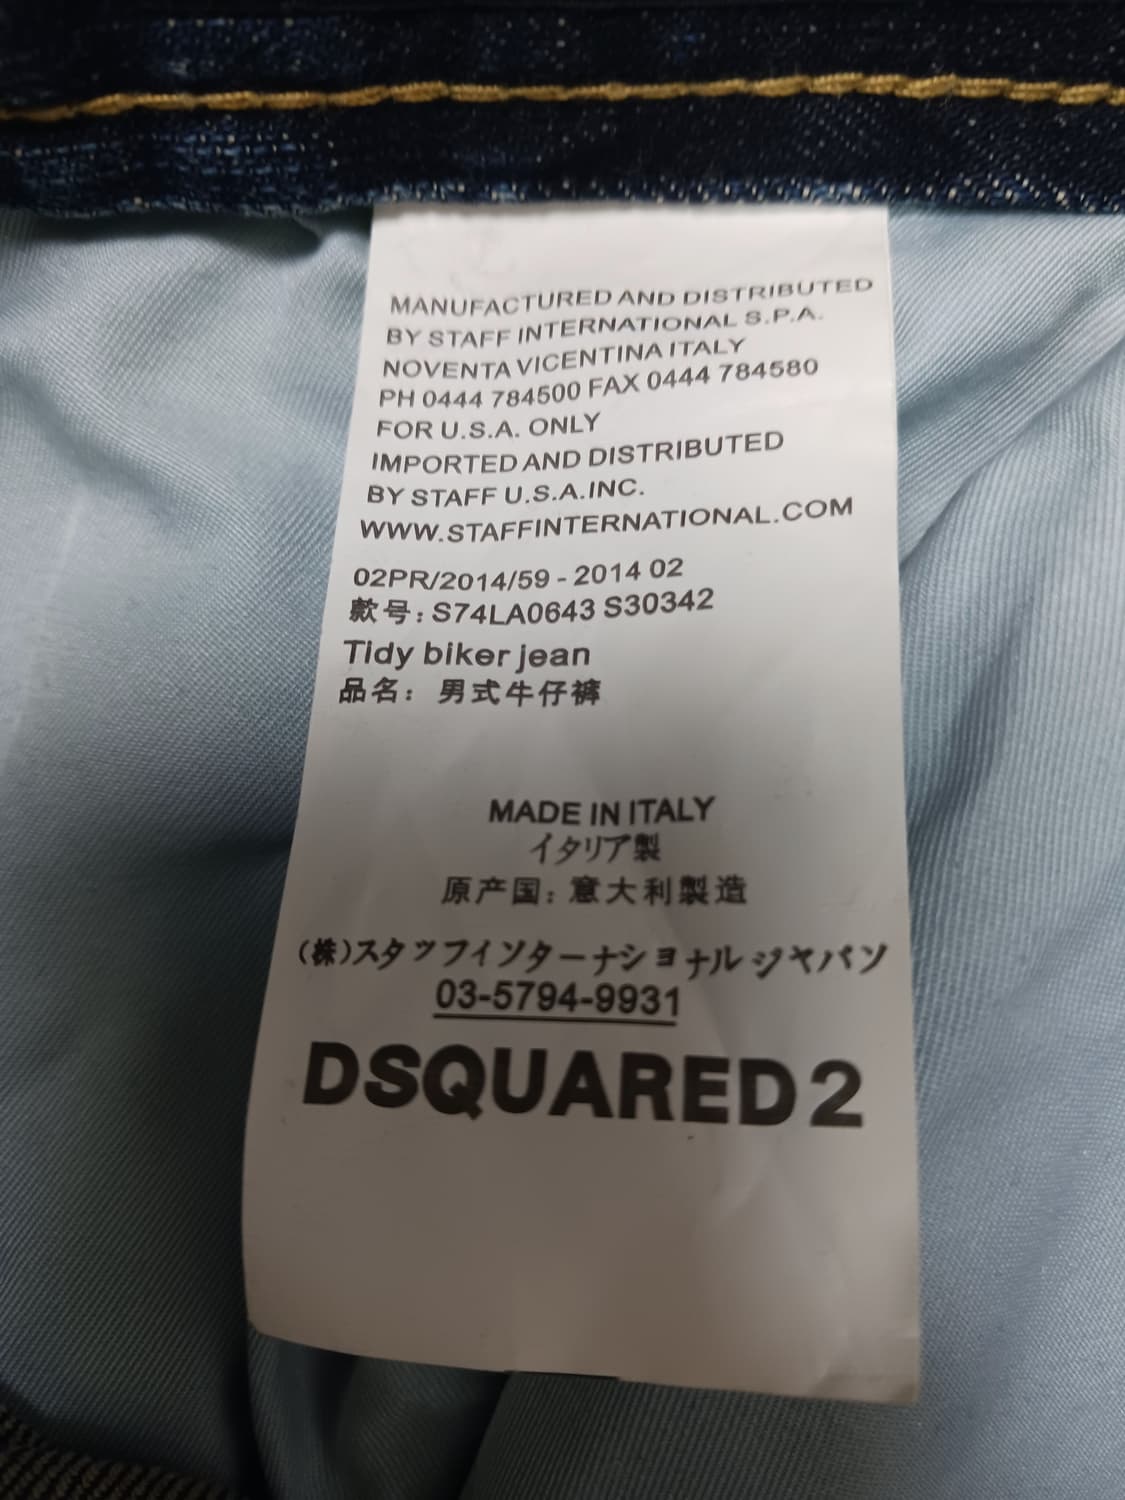 MANUFACTURED AND DISTRIBUTED
BY STAFF INTERNATIONAL S.P.A.
NOVENTA VICENTINA ITALY
PH 0444 784500 FAX 0444 784580
FOR U.S.A. ONLY
IMPORTED AND DISTRIBUTED
BY STAFF U.S.A.INC.
WWW.STAFFINTERNATIONAL.COM
02PR/2014/59 - 2014 02
款号: S74LA0643 S30342
Tidy biker jean
品名: 男式牛仔裤
MADE IN ITALY
イタリア製
原产国: 意大利製造
(株)スタッフインターナショナル ジャパン
03-5794-9931
DSQUARED2